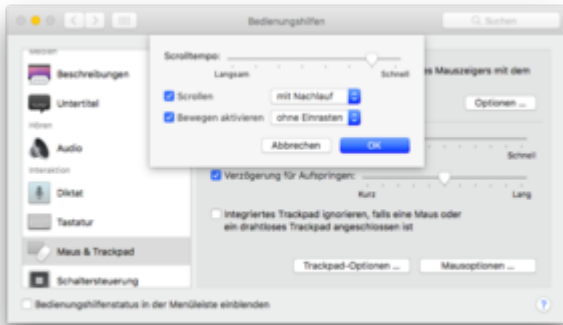 Bedienungshilfen
Suchen
Medien
Beschreibungen
Untertitel
Hören
Audio
Interaktion
Diktat
Tastatur
Maus & Trackpad
Schaltersteuerung
Scrolltempo:
Langsam Schnell
Scrollen mit Nachlauf
Bewegen aktivieren ohne Einrasten
Abbrechen OK
es Mauszeigers mit dem
Optionen ...
Schnell
Verzögerung für Aufspringen:
Kurz Lang
Integriertes Trackpad ignorieren, falls eine Maus oder
ein drahtloses Trackpad angeschlossen ist
Trackpad-Optionen ... Mausoptionen ...
Bedienungshilfenstatus in der Menüleiste einblenden
?